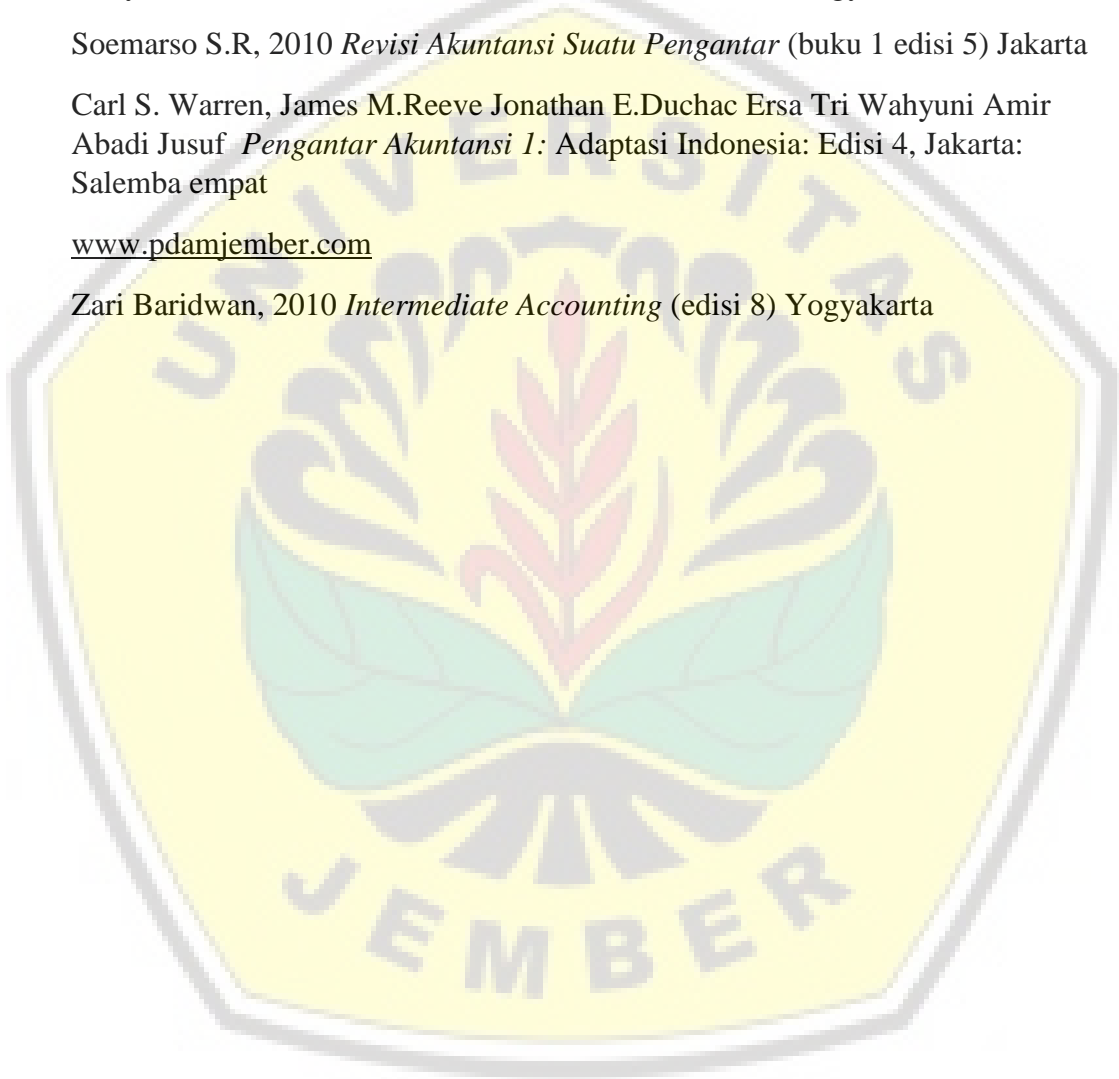 Soemarso S.R, 2010 Revisi Akuntansi Suatu Pengantar (buku 1 edisi 5) Jakarta
Carl S. Warren, James M.Reeve Jonathan E.Duchac Ersa Tri Wahyuni Amir
Abadi Jusuf  Pengantar Akuntansi 1: Adaptasi Indonesia: Edisi 4, Jakarta:
Salemba empat
www.pdamjember.com
Zari Baridwan, 2010 Intermediate Accounting (edisi 8) Yogyakarta
UNIVERSITAS
JEMBER